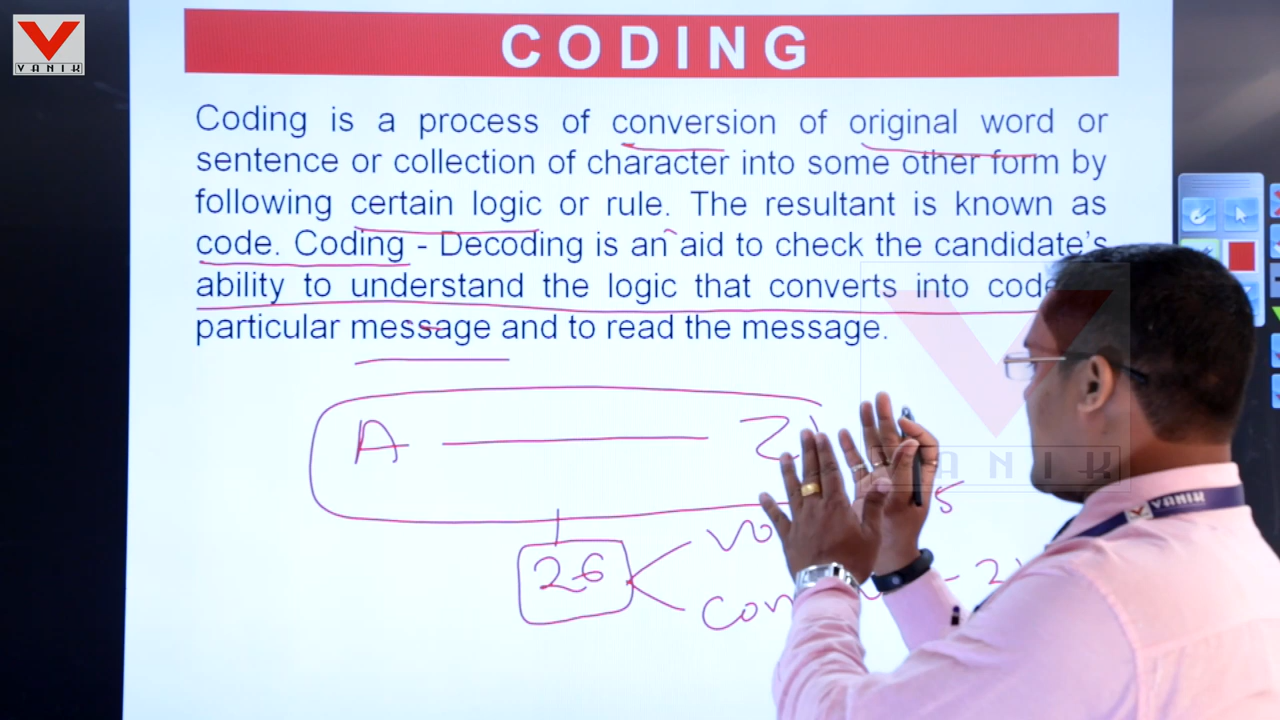 VANIK
CODING
Coding is a process of conversion of original word or
sentence or collection of character into some other form by
following certain logic or rule. The resultant is known as
code. Coding - Decoding is an aid to check the candidate's
ability to understand the logic that converts into code
particular message and to read the message.
A Z
VANIK
5
VANIK
26